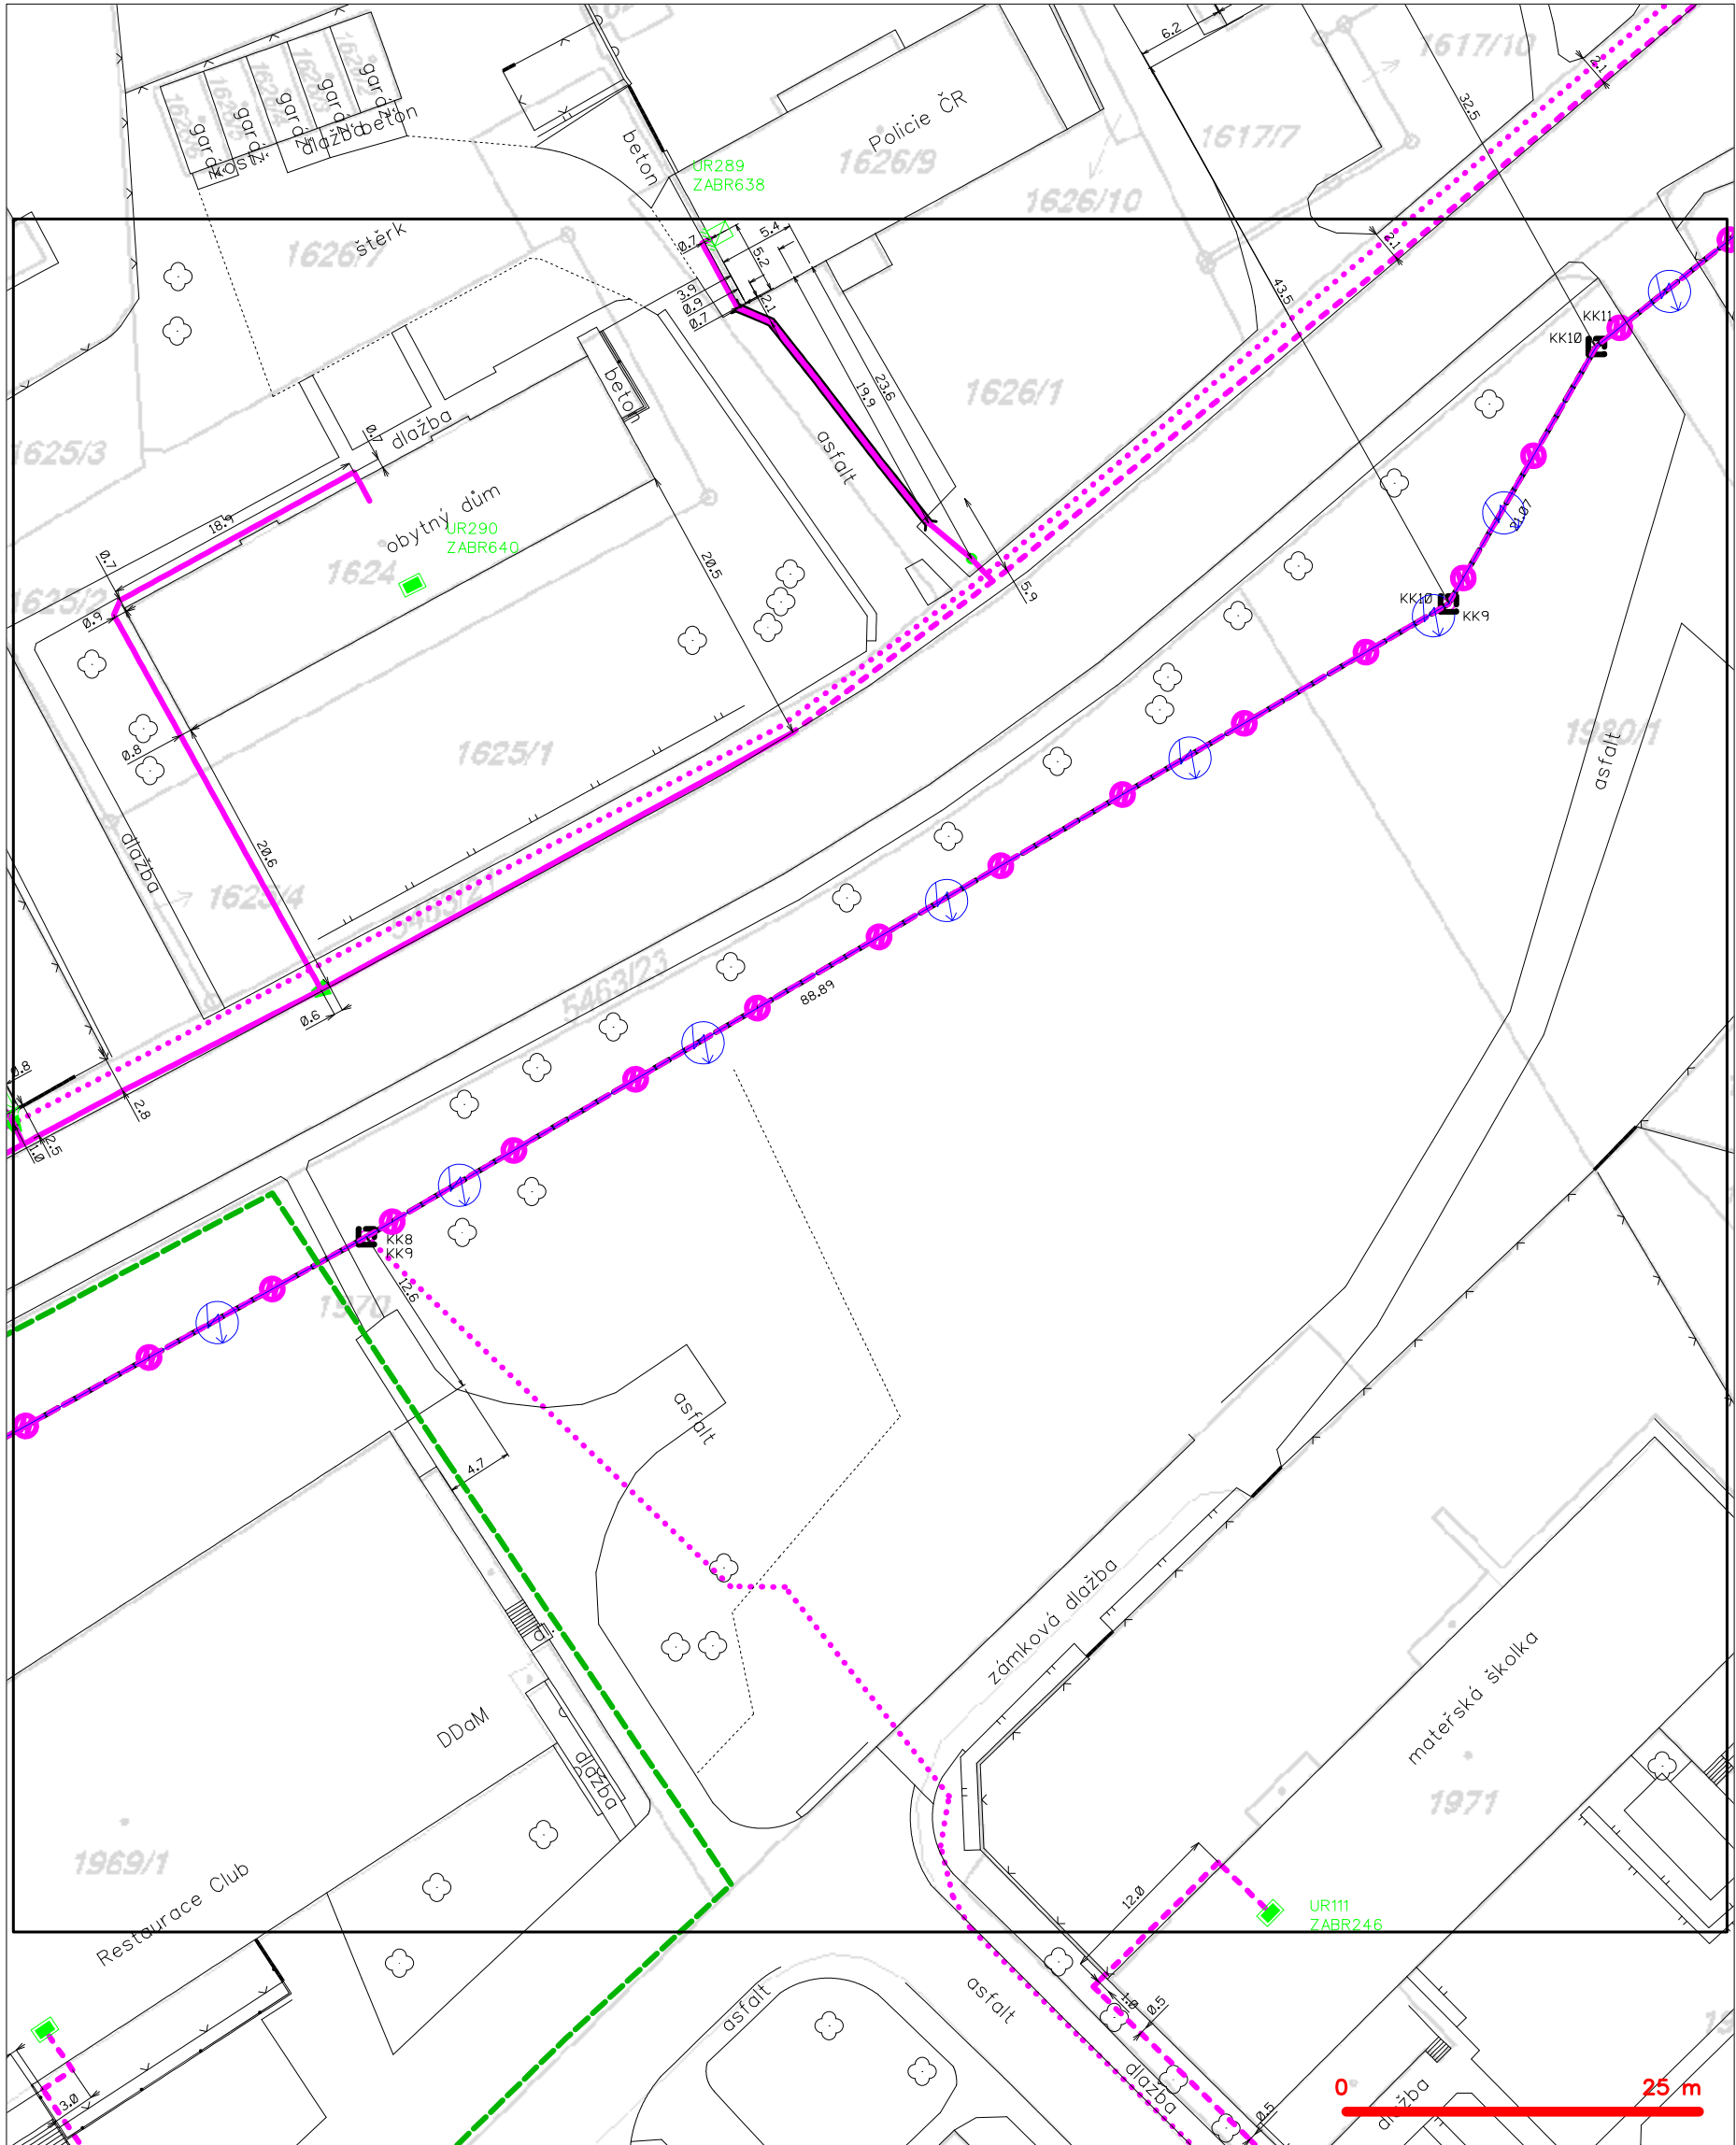 garáž
garáž
garáž
garáž
garáž
most
dlažba
beton
beton
Policie ČR
UR289
ZABR638
1626/9
1626/10
1617/10
1617/7
6.2
2.1
32.5
1626/7
štěrk
0.7
5.4
5.2
3.9
0.9
0.7
2.1
2.1
43.5
KK11
KK10
1626/1
23.6
19.9
beton
dlažba
0.7
1625/3
asfalt
18.9
obytný dům
UR290
ZABR640
1624
20.5
5.9
21.07
KK10
KK9
0.7
0.9
1980/1
asfalt
1625/1
0.8
20.6
dlažba
1625/4
5463/23
88.89
0.6
0.8
2.8
2.5
1.0
KK8
KK9
12.6
1970
asfalt
4.7
zámková dlažba
mateřská školka
DDaM
dlažba
1971
1969/1
Restaurace Club
12.0
UR111
ZABR246
asfalt
asfalt
1.0
0.5
dlažba
3.0
0.5
dlažba
0
25 m